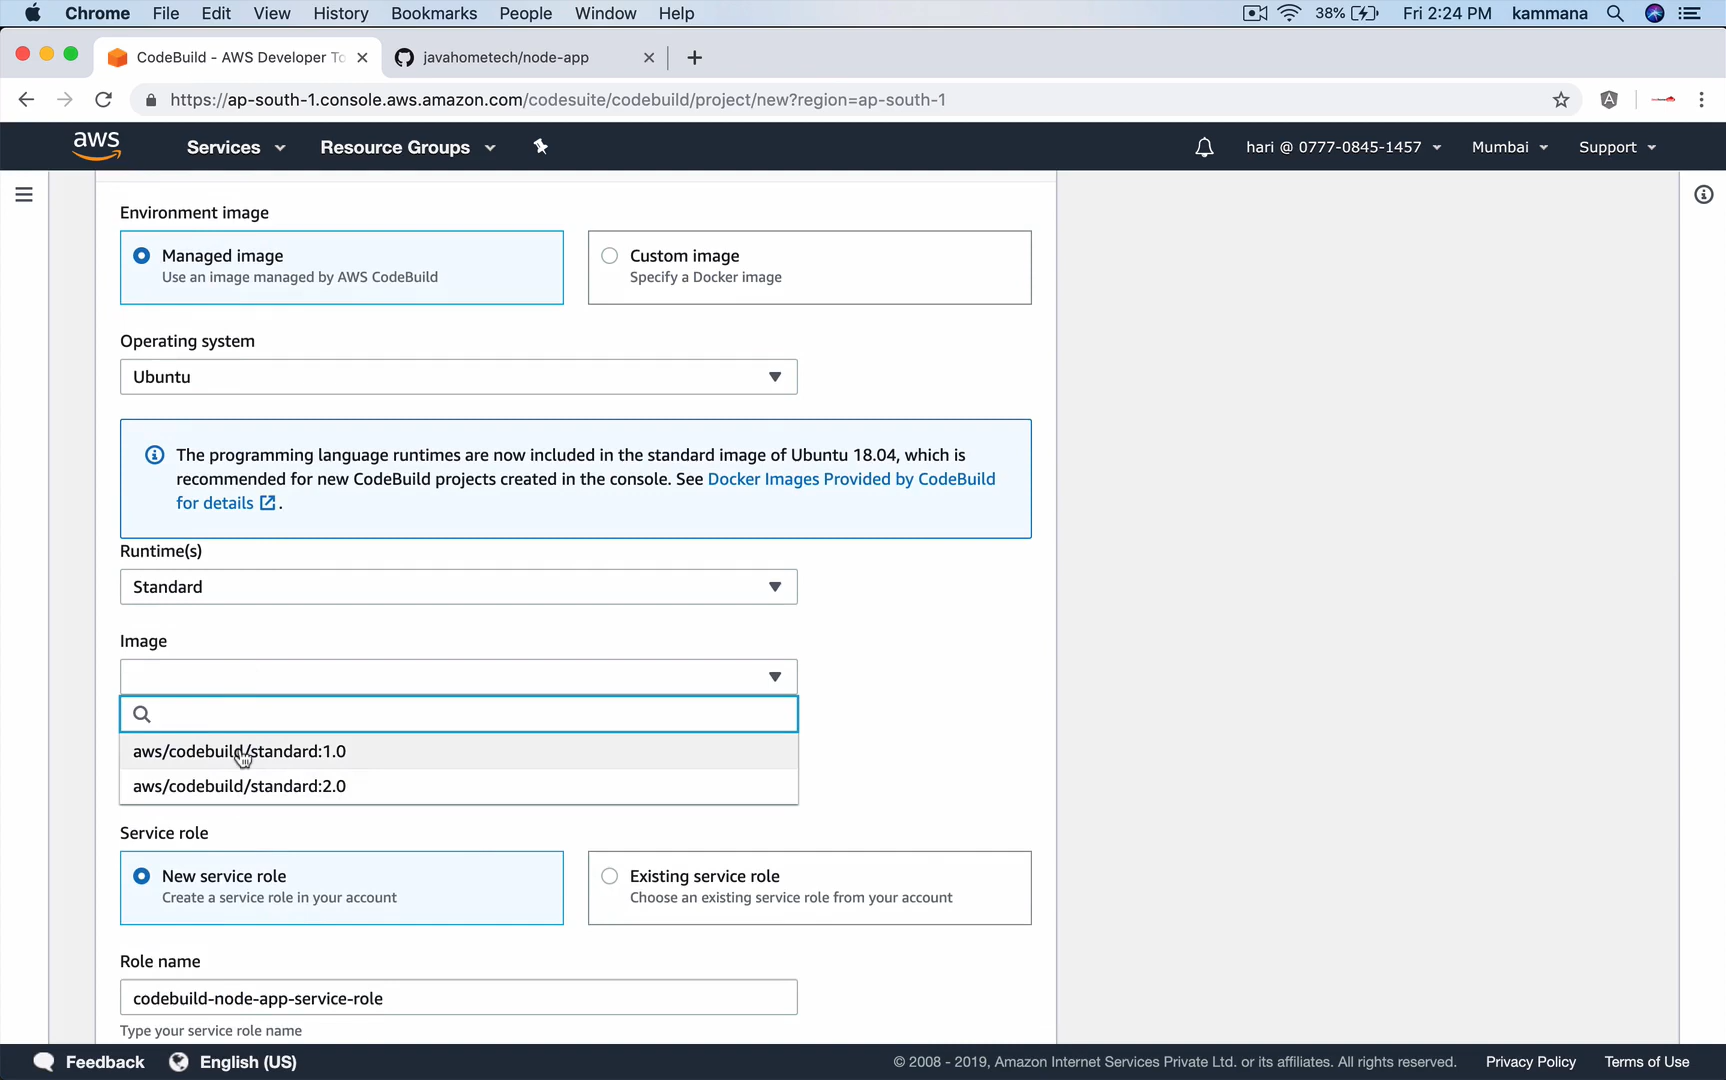 Chrome File Edit View History Bookmarks People Window Help 38% Fri 2:24 PM kammana
CodeBuild - AWS Developer To javahometech/node-app
https://ap-south-1.console.aws.amazon.com/codesuite/codebuild/project/new?region=ap-south-1
aws Services Resource Groups hari @ 0777-0845-1457 Mumbai Support
Environment image
Managed image
Use an image managed by AWS CodeBuild
Custom image
Specify a Docker image
Operating system
Ubuntu
The programming language runtimes are now included in the standard image of Ubuntu 18.04, which is
recommended for new CodeBuild projects created in the console. See Docker Images Provided by CodeBuild
for details .
Runtime(s)
Standard
Image
aws/codebuild/standard:1.0
aws/codebuild/standard:2.0
Service role
New service role
Create a service role in your account
Existing service role
Choose an existing service role from your account
Role name
codebuild-node-app-service-role
Type your service role name
Feedback English (US) © 2008 - 2019, Amazon Internet Services Private Ltd. or its affiliates. All rights reserved. Privacy Policy Terms of Use